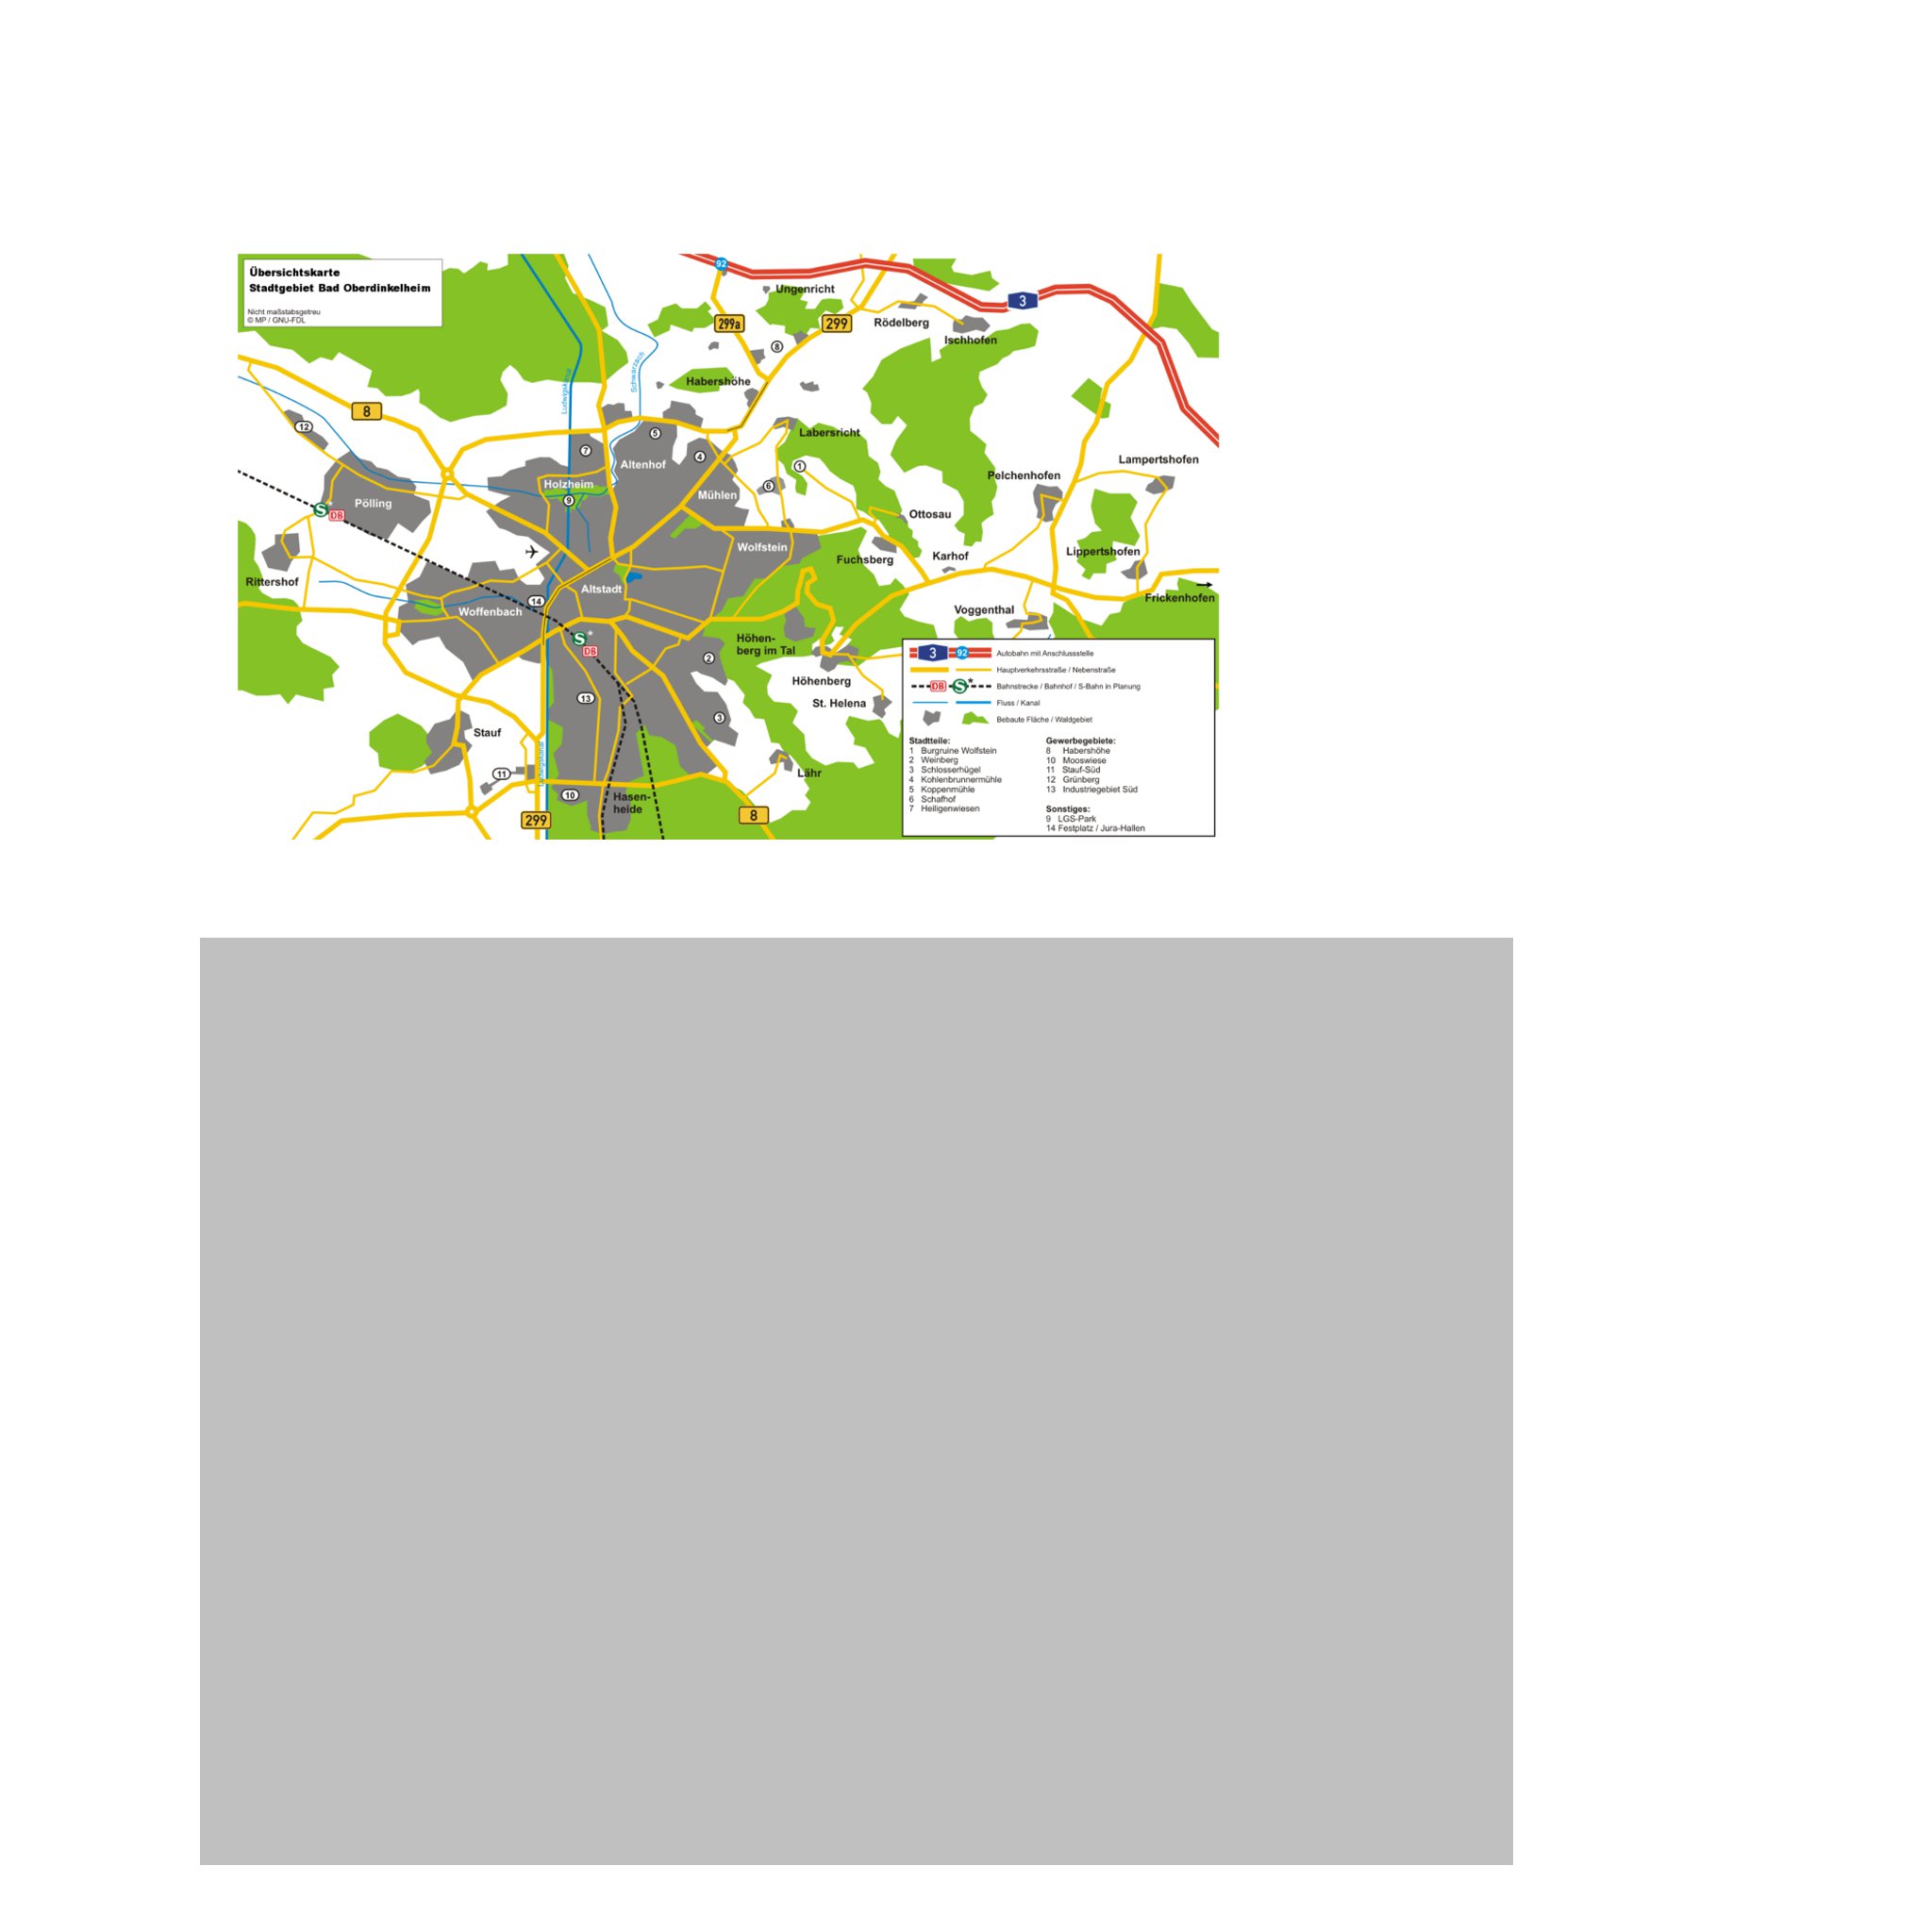 Übersichtskarte
Stadtgebiet Bad Oberdinkelheim
Nicht maßstabsgetreu
© MP / GNU-FDL
92
3
Ungenricht
299a
299
Rödelberg
Ischhofen
8
Ludwigskanal
Schwarzach
Habershöhe
8
12
5
7
4
Altenhof
Labersricht
1
Lampertshofen
Pelchenhofen
Holzheim
9
6
Mühlen
Pölling
S*
DB
Ottosau
Wolfstein
Fuchsberg
Karhof
Lippertshofen
Rittershof
Altstadt
14
Woffenbach
Frickenhofen
Voggenthal
S*
DB
Höhen-
berg im Tal
2
Höhenberg
St. Helena
13
3
Stauf
11
Ludwigskanal
Lähr
10
Hasen-
heide
299
8
3 92 Autobahn mit Anschlussstelle
Hauptverkehrsstraße / Nebenstraße
DB S* Bahnstrecke / Bahnhof / S-Bahn in Planung
Fluss / Kanal
Bebaute Fläche / Waldgebiet
Stadtteile:
1 Burgruine Wolfstein
2 Weinberg
3 Schlosserhügel
4 Kohlenbrunnermühle
5 Koppenmühle
6 Schafhof
7 Heiligenwiesen
Gewerbegebiete:
8 Habershöhe
10 Mooswiese
11 Stauf-Süd
12 Grünberg
13 Industriegebiet Süd
Sonstiges:
9 LGS-Park
14 Festplatz / Jura-Hallen